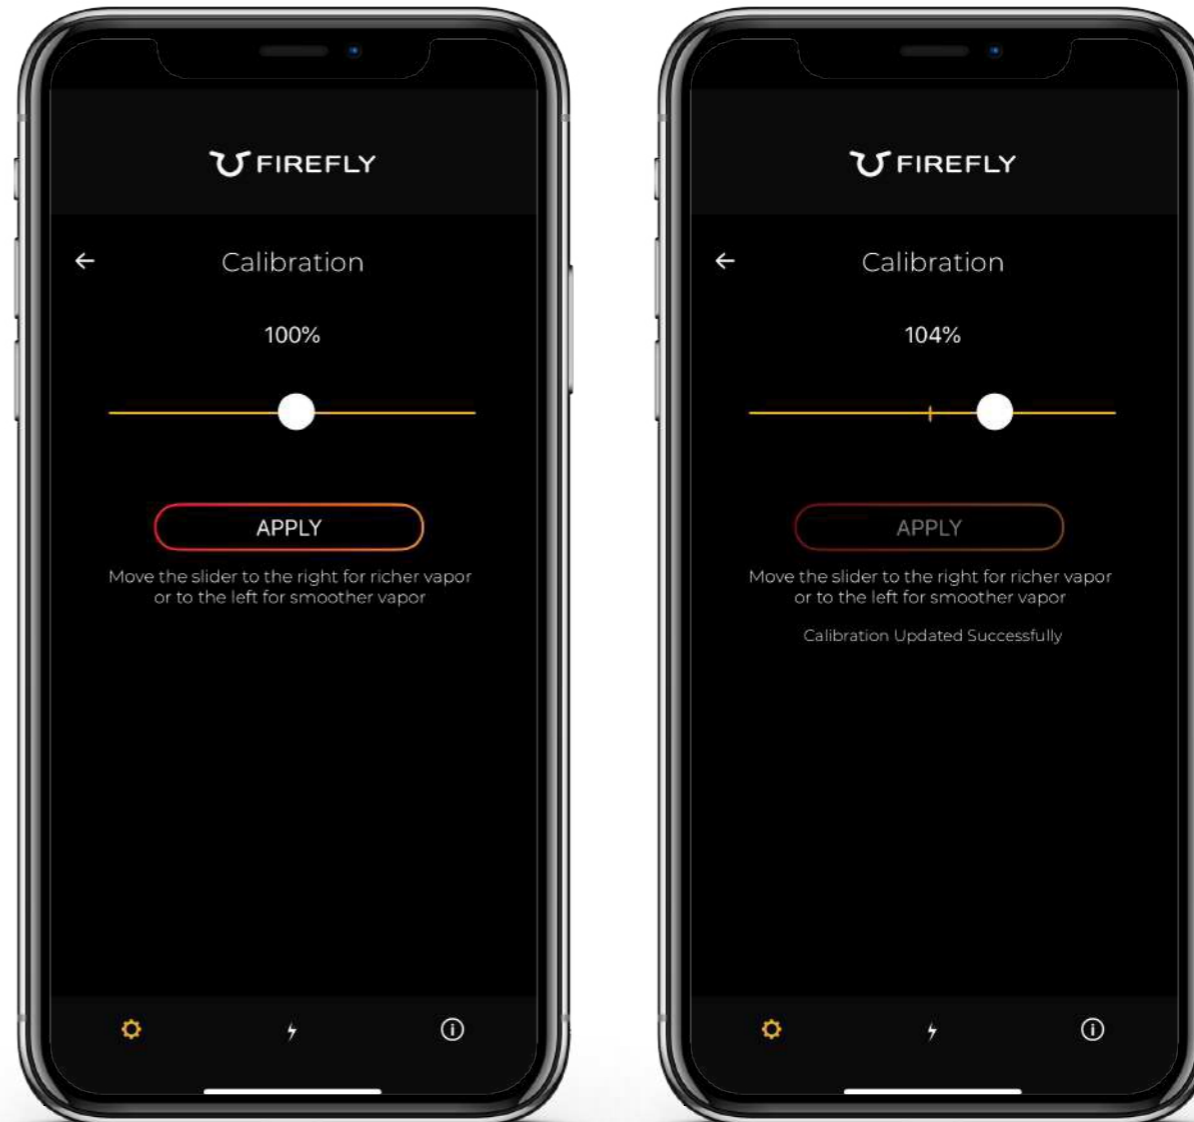 FIREFLY
Calibration
100%
APPLY
Move the slider to the right for richer vapor
or to the left for smoother vapor
FIREFLY
Calibration
104%
APPLY
Move the slider to the right for richer vapor
or to the left for smoother vapor
Calibration Updated Successfully